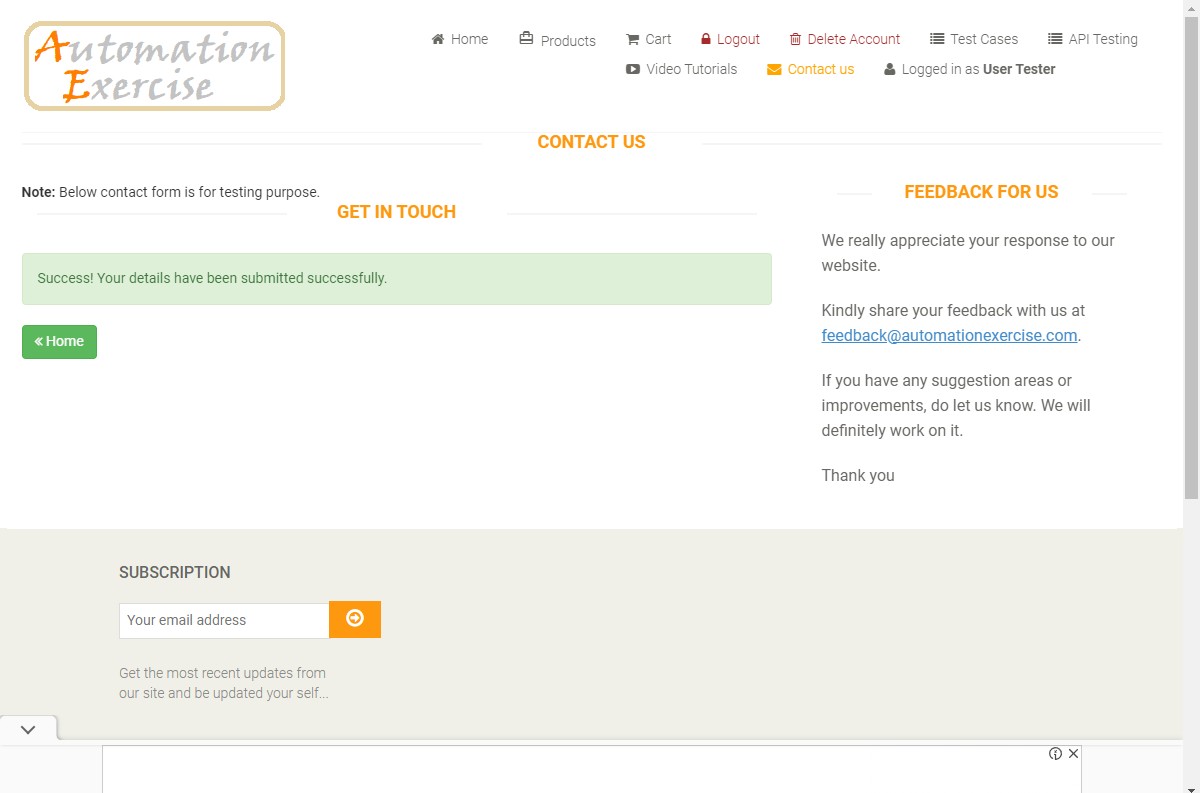 Automation
Exercise
Home
Products
Cart
Logout
Delete Account
Test Cases
API Testing
Video Tutorials
Contact us
Logged in as User Tester
CONTACT US
Note: Below contact form is for testing purpose.
GET IN TOUCH
Success! Your details have been submitted successfully.
« Home
FEEDBACK FOR US
We really appreciate your response to our
website.
Kindly share your feedback with us at
feedback@automationexercise.com.
If you have any suggestion areas or
improvements, do let us know. We will
definitely work on it.
Thank you
SUBSCRIPTION
Your email address
Get the most recent updates from
our site and be updated your self...